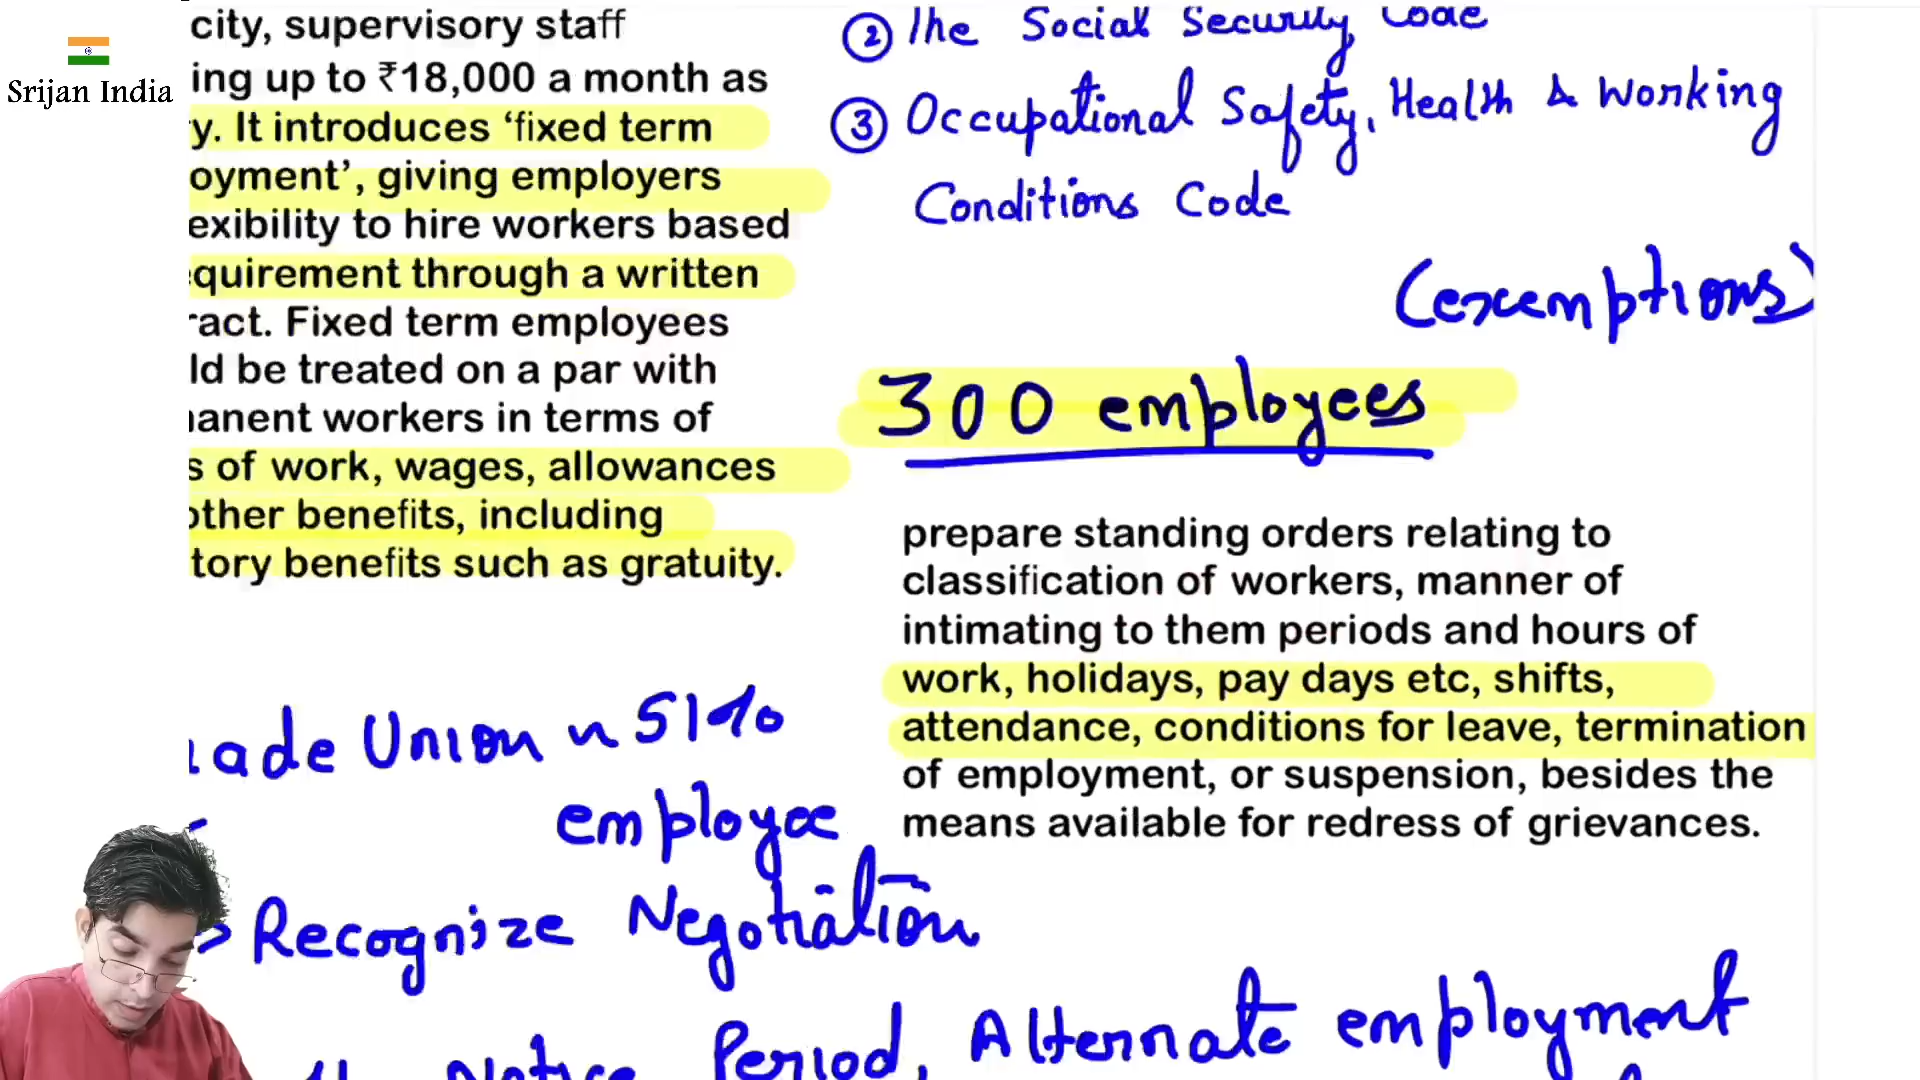 Srijan India
city, supervisory staff
ing up to ₹18,000 a month as
y. It introduces ‘fixed term
oyment’, giving employers
exibility to hire workers based
quirement through a written
ract. Fixed term employees
ld be treated on a par with
anent workers in terms of
s of work, wages, allowances
other benefits, including
tory benefits such as gratuity.
ade Union 51%
employee
Recognize Negotiation
Notice Period, Alternate employment
② The Social Security Code
③ Occupational Safety, Health & Working
Conditions Code
(exemptions)
300 employees
prepare standing orders relating to
classification of workers, manner of
intimating to them periods and hours of
work, holidays, pay days etc, shifts,
attendance, conditions for leave, termination
of employment, or suspension, besides the
means available for redress of grievances.